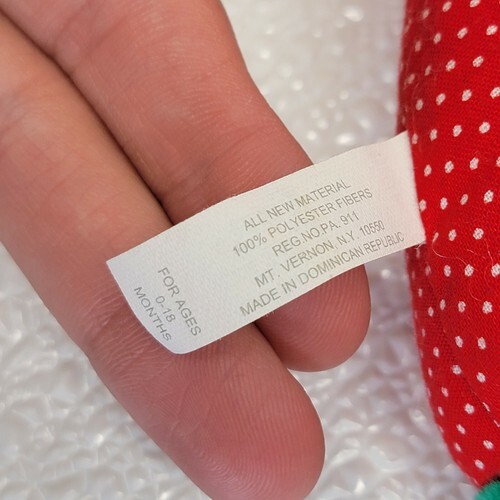 ALL NEW MATERIAL
100% POLYESTER FIBERS
REG.NO.PA. 911
MT. VERNON, N.Y. 10550
MADE IN DOMINICAN REPUBLIC
FOR AGES
0-18
MONTHS